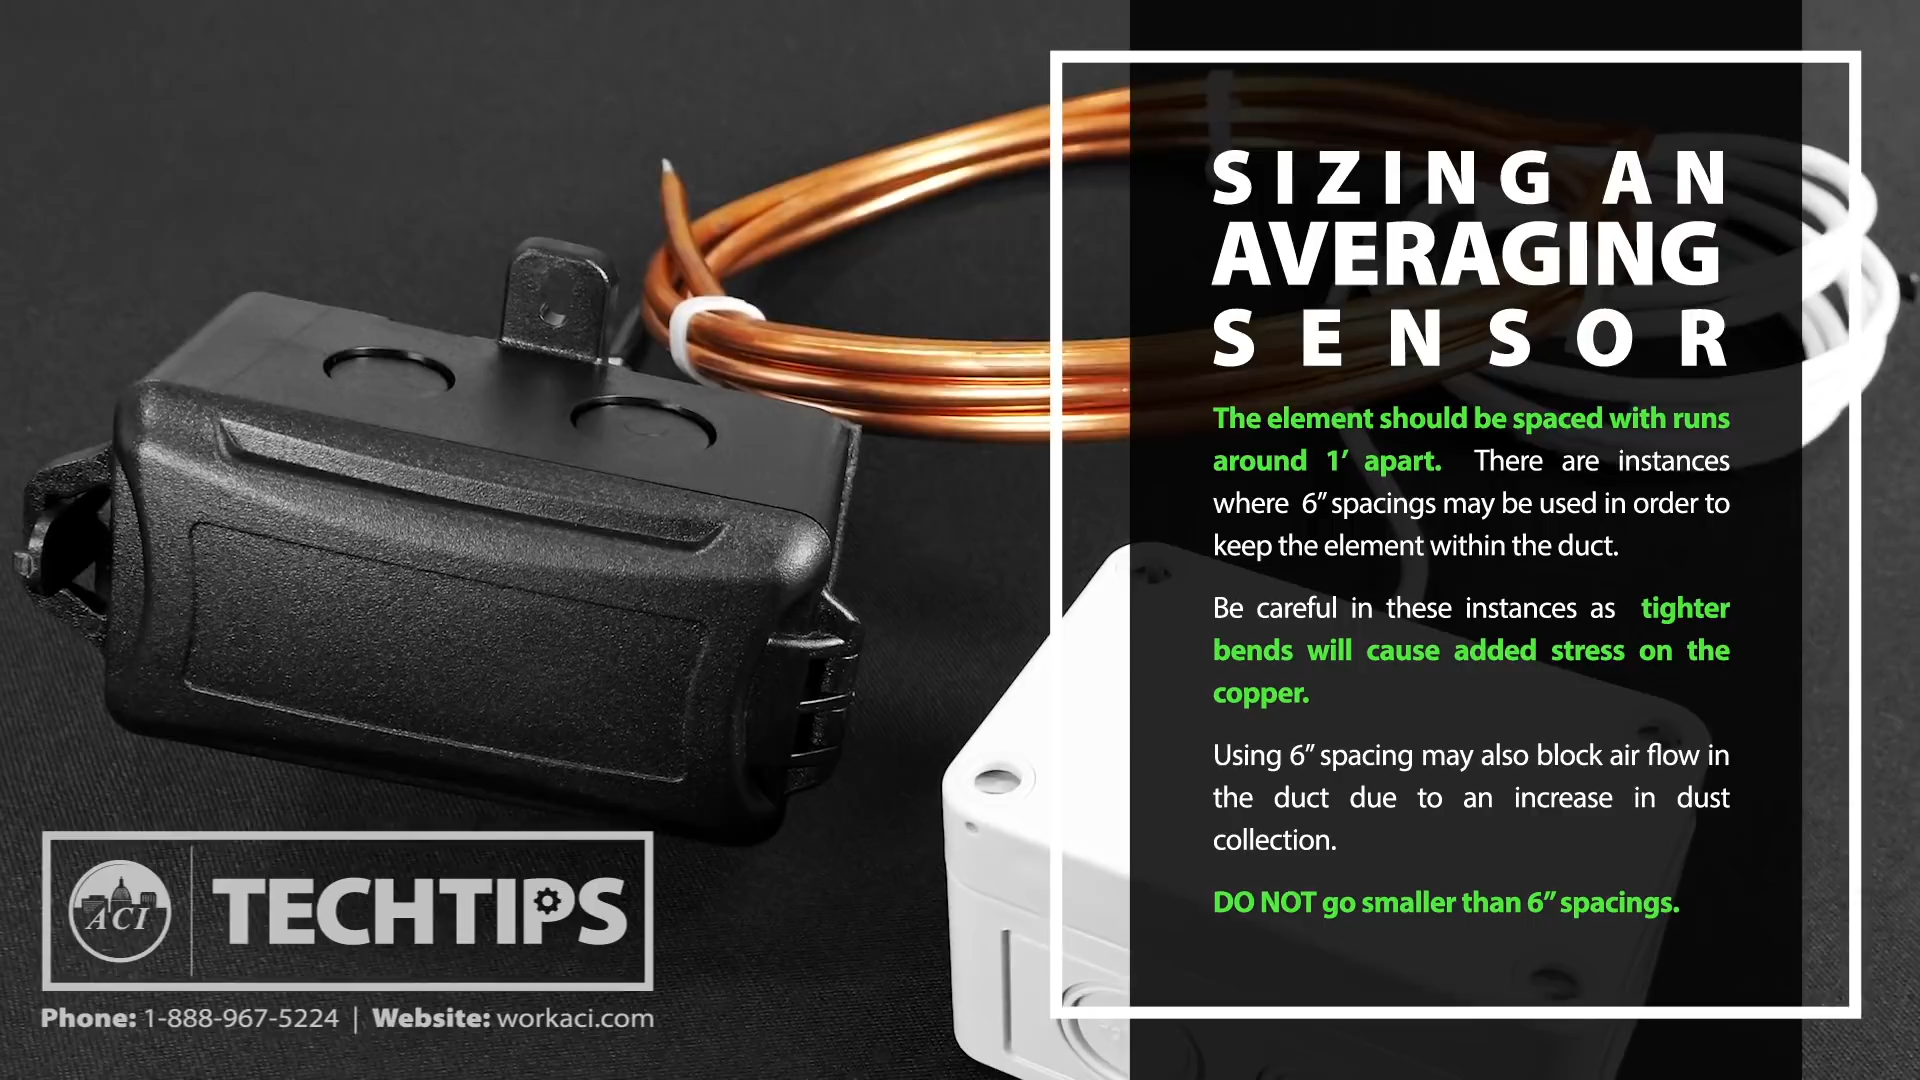 SIZING AN
AVERAGING
SENSOR
The element should be spaced with runs
around 1’ apart. There are instances
where 6” spacings may be used in order to
keep the element within the duct.
Be careful in these instances as tighter
bends will cause added stress on the
copper.
Using 6” spacing may also block air flow in
the duct due to an increase in dust
collection.
DO NOT go smaller than 6” spacings.
ACI
TECHTIPS
Phone: 1-888-967-5224 | Website: workaci.com